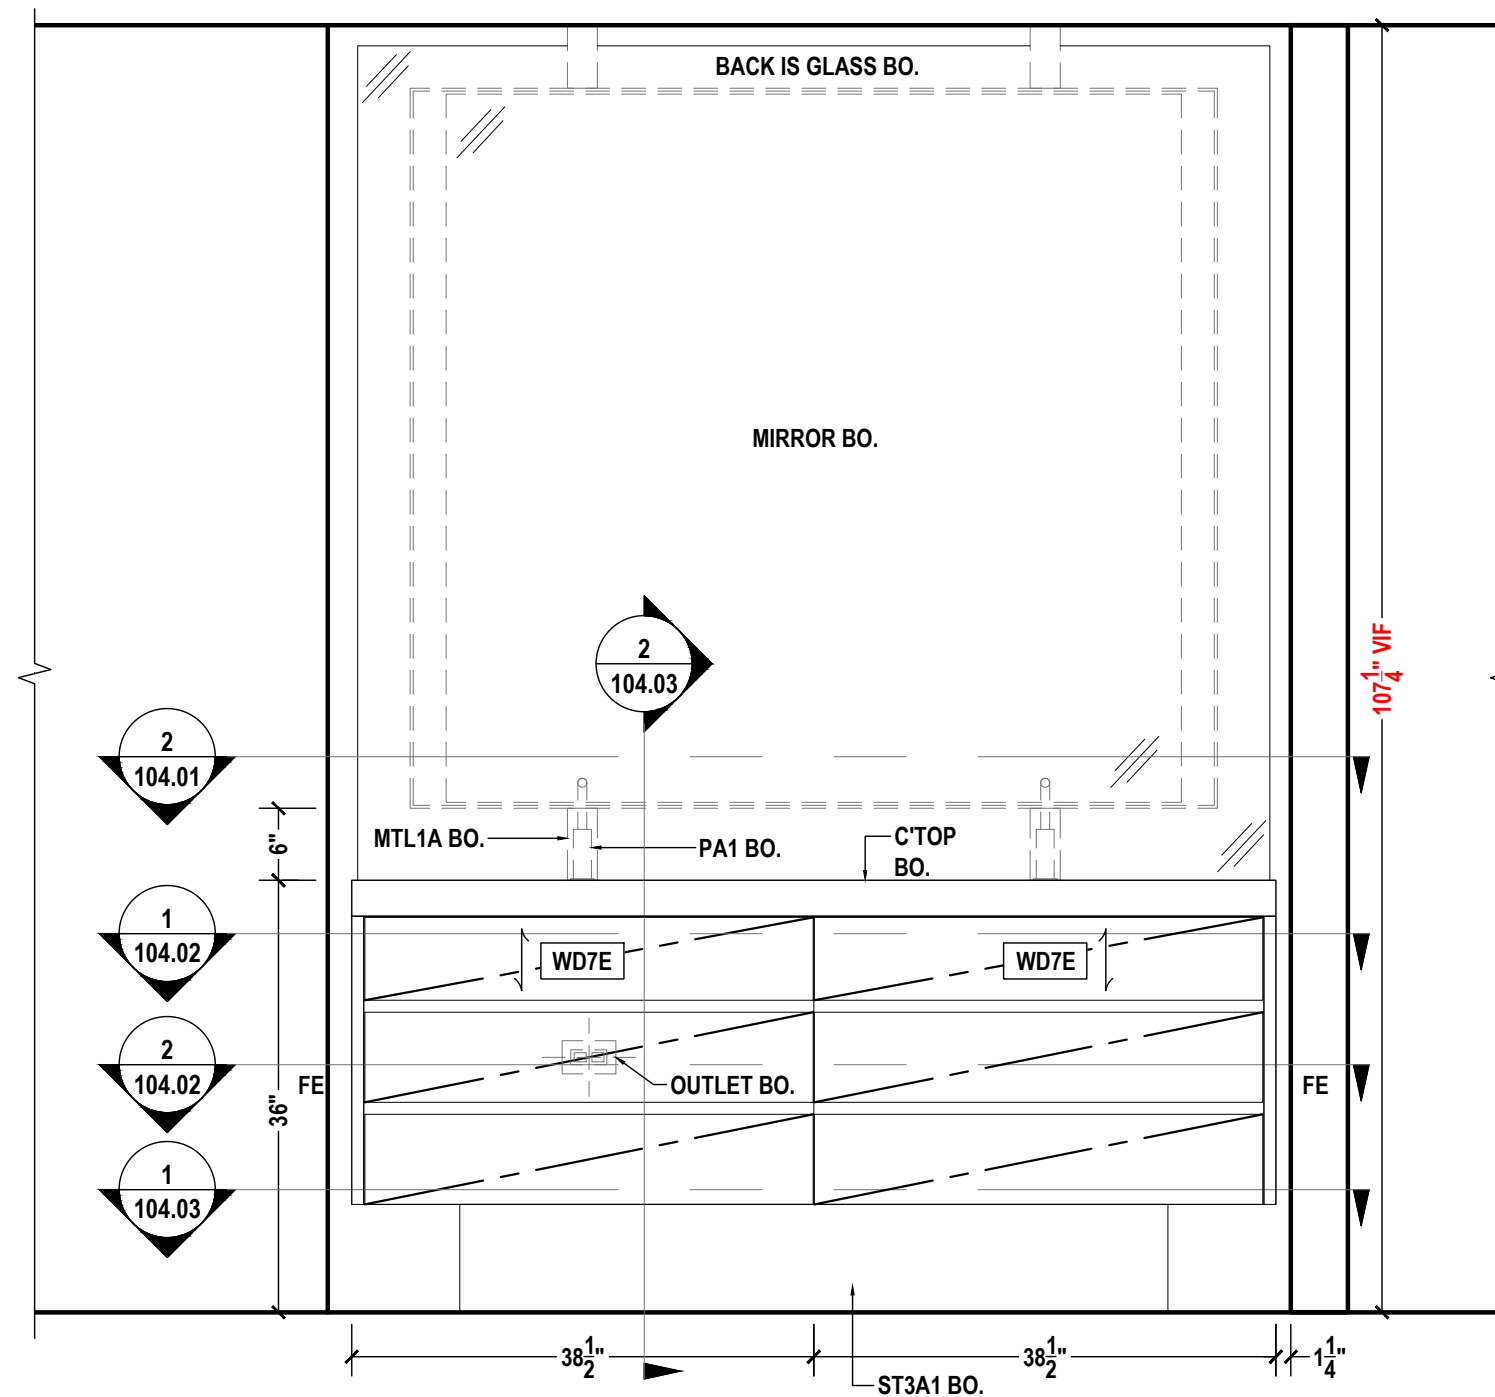 BACK IS GLASS BO.
MIRROR BO.
107 1/4" VIF
2
104.03
2
104.01
6"
MTL1A BO.
PA1 BO.
C'TOP
BO.
1
104.02
WD7E
WD7E
2
104.02
FE
36"
OUTLET BO.
FE
1
104.03
38 1/2"
38 1/2"
1 1/4"
ST3A1 BO.